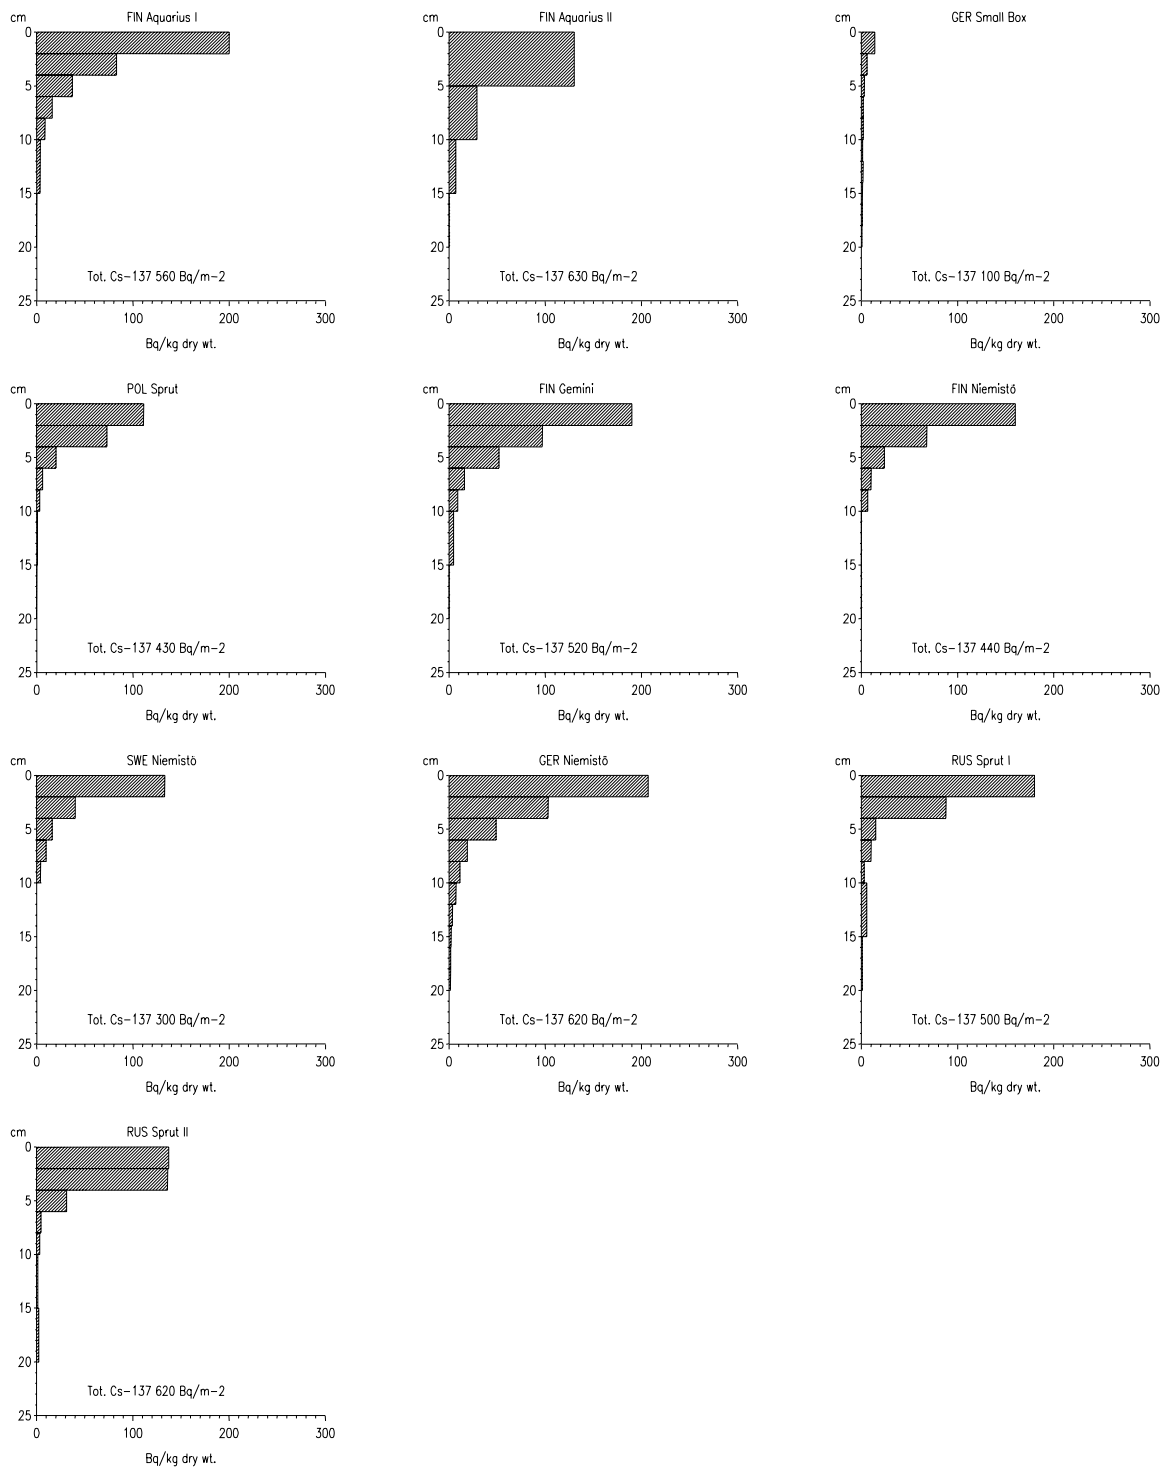 cm FIN Aquarius I
0
5
10
15
20
25
Tot. Cs-137 560 Bq/m-2
0 100 200 300
Bq/kg dry wt.
cm FIN Aquarius II
0
5
10
15
20
25
Tot. Cs-137 630 Bq/m-2
0 100 200 300
Bq/kg dry wt.
cm GER Small Box
0
5
10
15
20
25
Tot. Cs-137 100 Bq/m-2
0 100 200 300
Bq/kg dry wt.
cm POL Sprut
0
5
10
15
20
25
Tot. Cs-137 430 Bq/m-2
0 100 200 300
Bq/kg dry wt.
cm FIN Gemini
0
5
10
15
20
25
Tot. Cs-137 520 Bq/m-2
0 100 200 300
Bq/kg dry wt.
cm FIN Niemistö
0
5
10
15
20
25
Tot. Cs-137 440 Bq/m-2
0 100 200 300
Bq/kg dry wt.
cm SWE Niemistö
0
5
10
15
20
25
Tot. Cs-137 300 Bq/m-2
0 100 200 300
Bq/kg dry wt.
cm GER Niemistö
0
5
10
15
20
25
Tot. Cs-137 620 Bq/m-2
0 100 200 300
Bq/kg dry wt.
cm RUS Sprut I
0
5
10
15
20
25
Tot. Cs-137 500 Bq/m-2
0 100 200 300
Bq/kg dry wt.
cm RUS Sprut II
0
5
10
15
20
25
Tot. Cs-137 620 Bq/m-2
0 100 200 300
Bq/kg dry wt.